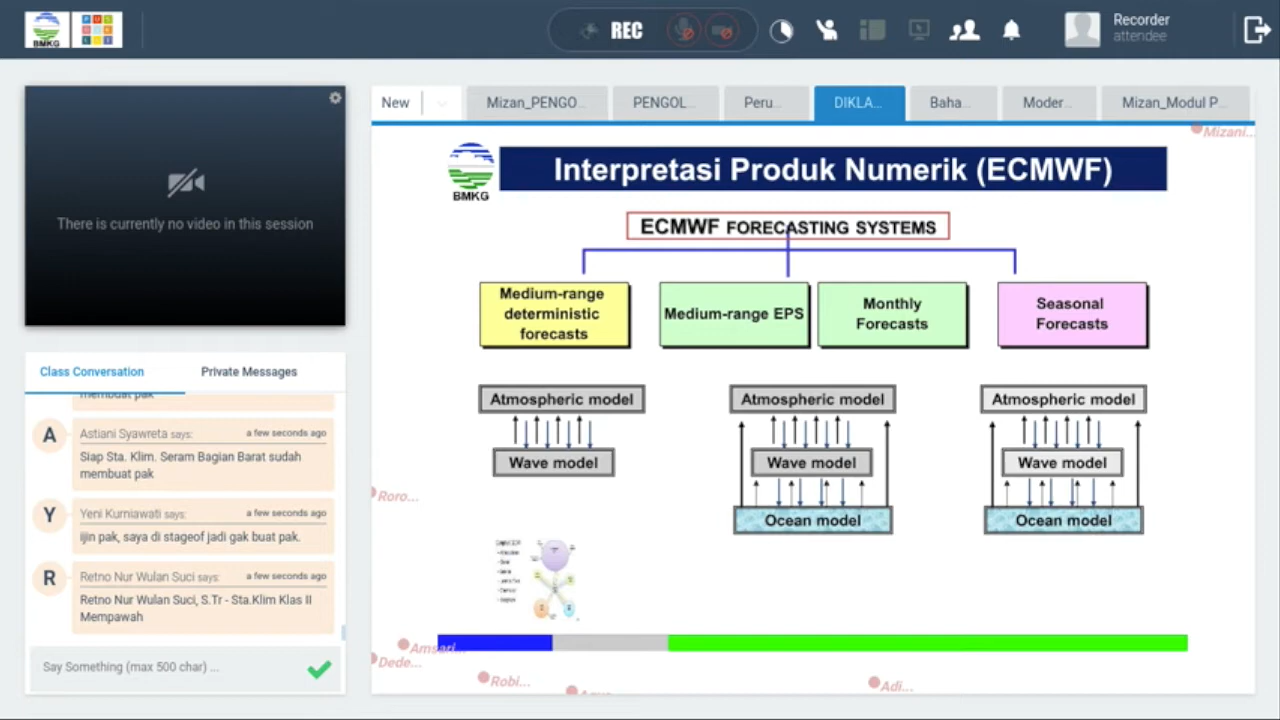 BMKG
PUSDIKLAT
REC
Recorder
attendee
There is currently no video in this session
Class Conversation
Private Messages
membuat pak
A
Astiani Syawreta says:
a few seconds ago
Siap Sta. Klim. Seram Bagian Barat sudah
membuat pak
Y
Yeni Kurniawati says:
a few seconds ago
ijin pak, saya di stageof jadi gak buat pak.
R
Retno Nur Wulan Suci says:
a few seconds ago
Retno Nur Wulan Suci, S.Tr - Sta.Klim Klas II
Mempawah
Say Something (max 500 char) ...
New
Mizan_PENGO...
PENGOL...
Peru...
DIKLA...
Baha...
Moder...
Mizan_Modul P...
Mizani...
BMKG
Interpretasi Produk Numerik (ECMWF)
ECMWF FORECASTING SYSTEMS
Medium-range
deterministic
forecasts
Medium-range EPS
Monthly
Forecasts
Seasonal
Forecasts
Atmospheric model
Atmospheric model
Atmospheric model
Wave model
Wave model
Wave model
Roro...
Ocean model
Ocean model
Amsari...
Dede...
Robi...
Adi...